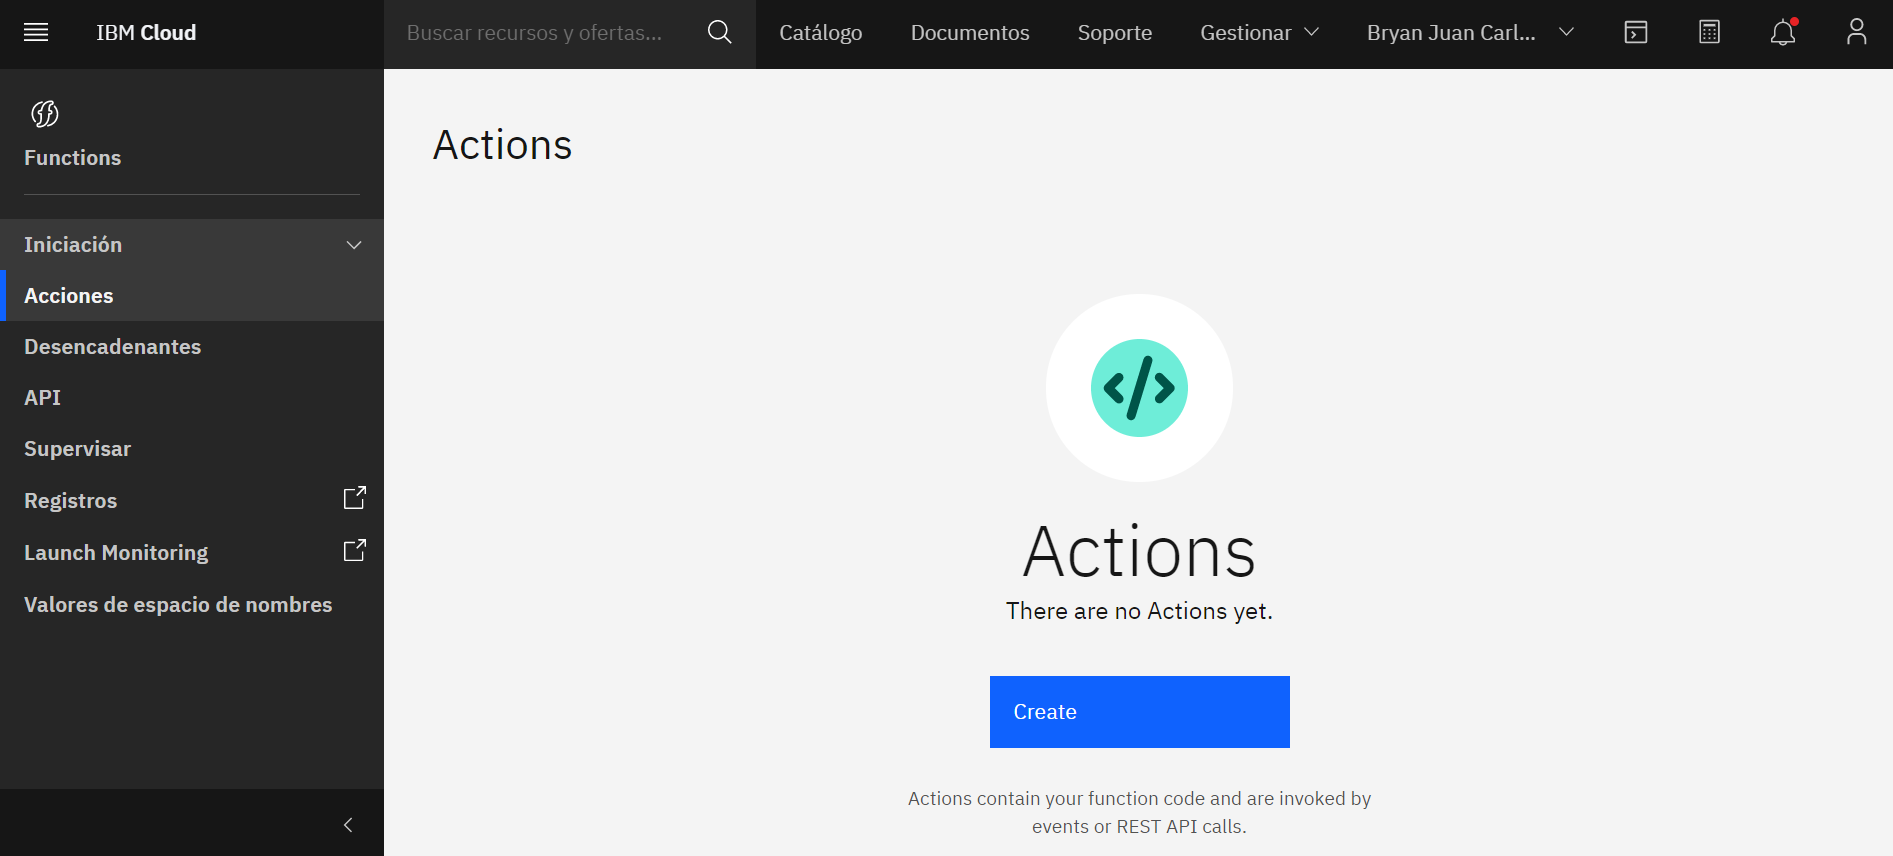 IBM Cloud
Buscar recursos y ofertas...
Catálogo
Documentos
Soporte
Gestionar
Bryan Juan Carl...
Functions
Iniciación
Acciones
Desencadenantes
API
Supervisar
Registros
Launch Monitoring
Valores de espacio de nombres
Actions
Actions
There are no Actions yet.
Create
Actions contain your function code and are invoked by
events or REST API calls.